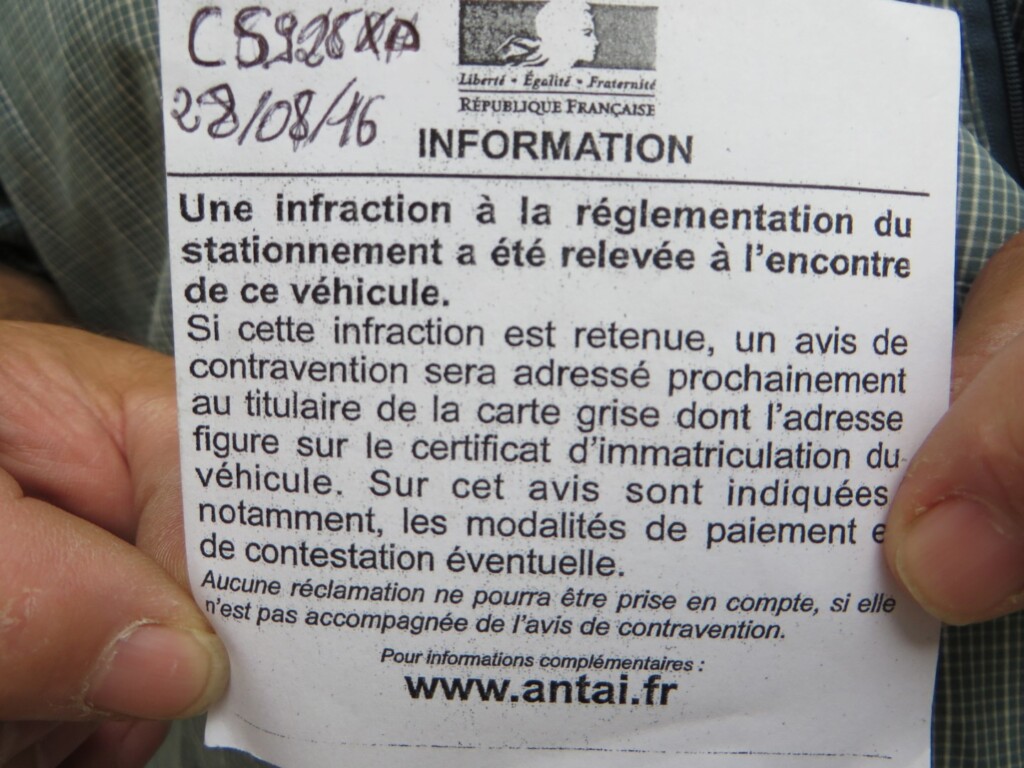 28/08/16
Liberté • Égalité • Fraternité
RÉPUBLIQUE FRANÇAISE
INFORMATION
Une infraction à la réglementation du
stationnement a été relevée à l'encontre
de ce véhicule.
Si cette infraction est retenue, un avis de
contravention sera adressé prochainement
au titulaire de la carte grise dont l'adresse
figure sur le certificat d'immatriculation du
véhicule. Sur cet avis sont indiquées
notamment, les modalités de paiement e
de contestation éventuelle.
Aucune réclamation ne pourra être prise en compte, si elle
n'est pas accompagnée de l'avis de contravention.
Pour informations complémentaires :
www.antai.fr